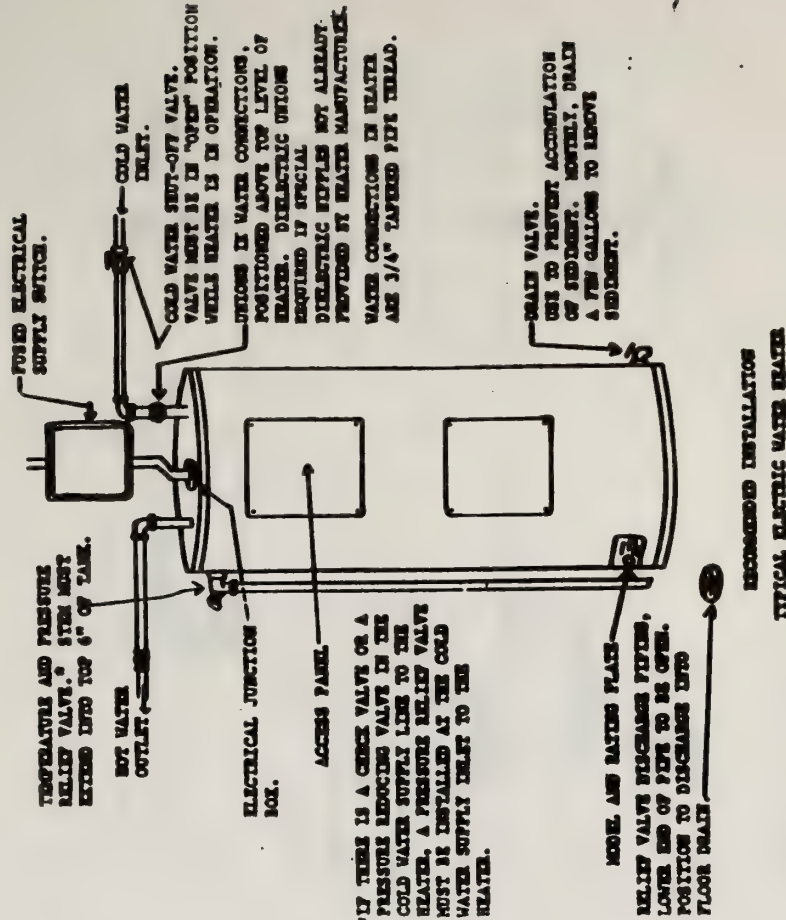 FUSED ELECTRICAL
SUPPLY SWITCH.
COLD WATER
INLET.
COLD WATER SHUT-OFF VALVE.
VALVE MUST BE IN "OPEN" POSITION
WHILE HEATER IS IN OPERATION.
UNIONS IN WATER CONNECTIONS,
POSITIONED ABOVE TOP LEVEL OF
HEATER. DIELECTRIC UNIONS
REQUIRED IF SPECIAL
DIELECTRIC NIPPLES NOT ALREADY
PROVIDED BY HEATER MANUFACTURER.
WATER CONNECTIONS IN HEATER
ARE 3/4" TAPERED PIPE THREAD.
DRAIN VALVE.
USE TO PREVENT ACCUMULATION
OF SEDIMENT. MONTHLY, DRAIN
A FEW GALLONS TO REMOVE
SEDIMENT.
TEMPERATURE AND PRESSURE
RELIEF VALVE.* STEM MUST
EXTEND INTO TOP 6" OF TANK.
HOT WATER
OUTLET
ELECTRICAL JUNCTION
BOX.
ACCESS PANEL
*IF THERE IS A CHECK VALVE OR A
PRESSURE REDUCING VALVE IN THE
COLD WATER SUPPLY LINE TO THE
HEATER, A PRESSURE RELIEF VALVE
MUST BE INSTALLED AT THE COLD
WATER SUPPLY INLET TO THE
HEATER.
MODEL AND RATING PLATE
RELIEF VALVE DISCHARGE PIPING,
LOWER END OF PIPE TO BE OPEN.
POSITION TO DISCHARGE INTO
FLOOR DRAIN
RECOMMENDED INSTALLATION
TYPICAL ELECTRIC WATER HEATER